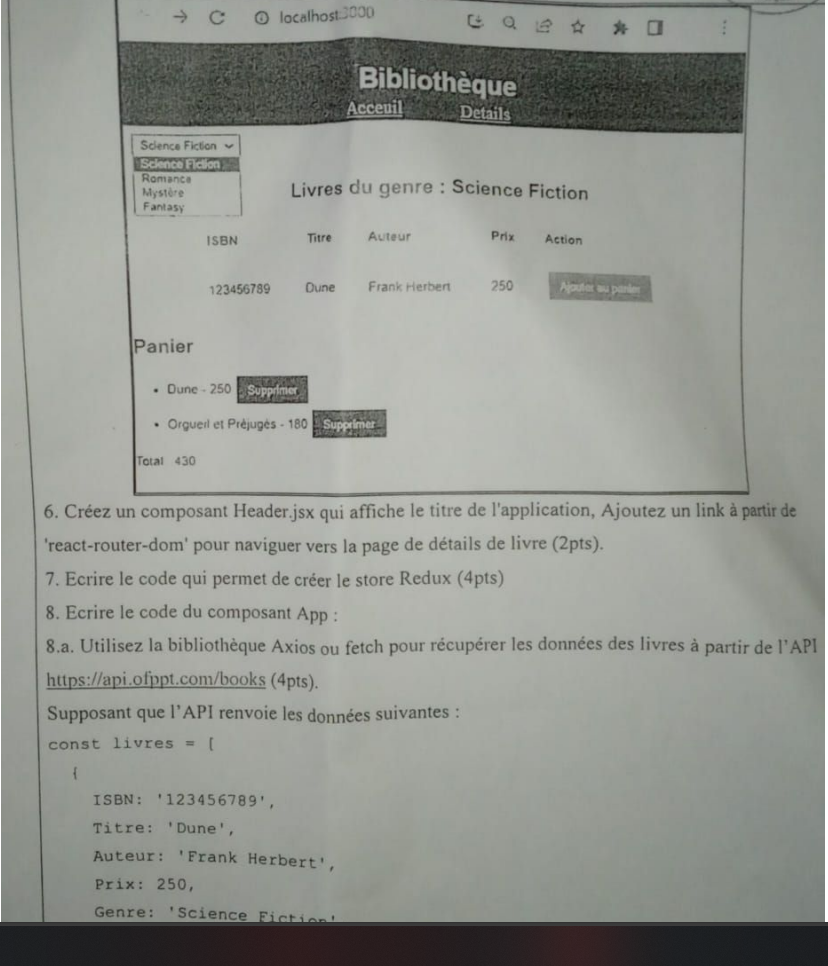 localhost:3000
Bibliothèque
Acceuil Details
Science Fiction
Science Fiction
Romance
Mystère
Fantasy
Livres du genre : Science Fiction
ISBN Titre Auteur Prix Action
123456789 Dune Frank Herbert 250 Ajouter au panier
Panier
• Dune - 250 Supprimer
• Orgueil et Préjugés - 180 Supprimer
Total 430
6. Créez un composant Header.jsx qui affiche le titre de l'application, Ajoutez un link à partir de
'react-router-dom' pour naviguer vers la page de détails de livre (2pts).
7. Ecrire le code qui permet de créer le store Redux (4pts)
8. Ecrire le code du composant App :
8.a. Utilisez la bibliothèque Axios ou fetch pour récupérer les données des livres à partir de l'API
https://api.ofppt.com/books (4pts).
Supposant que l'API renvoie les données suivantes :
const livres = [
{
ISBN: '123456789',
Titre: 'Dune',
Auteur: 'Frank Herbert',
Prix: 250,
Genre: 'Science Fiction'